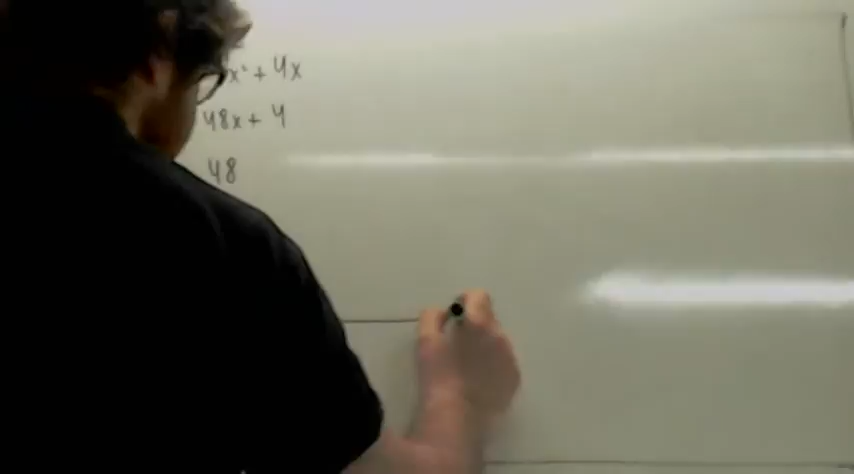 x² + 4x
48x + 4
48